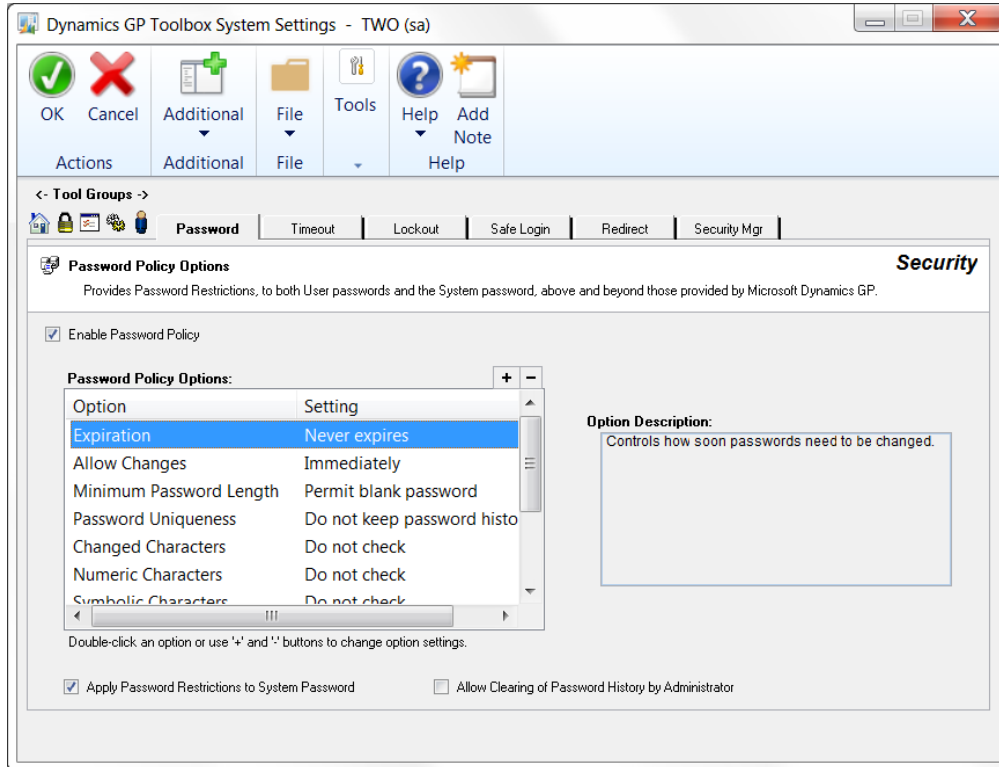 Dynamics GP Toolbox System Settings - TWO (sa)
OK Cancel Additional File Tools Help Add Note
Actions Additional File Help
<- Tool Groups ->
Password Timeout Lockout Safe Login Redirect Security Mgr
Password Policy Options Security
Provides Password Restrictions, to both User passwords and the System password, above and beyond those provided by Microsoft Dynamics GP.
Enable Password Policy
Password Policy Options: + -
Option Setting
Expiration Never expires
Allow Changes Immediately
Minimum Password Length Permit blank password
Password Uniqueness Do not keep password histo
Changed Characters Do not check
Numeric Characters Do not check
Symbolic Characters Do not check
Option Description:
Controls how soon passwords need to be changed.
Double-click an option or use '+' and '-' buttons to change option settings.
Apply Password Restrictions to System Password Allow Clearing of Password History by Administrator